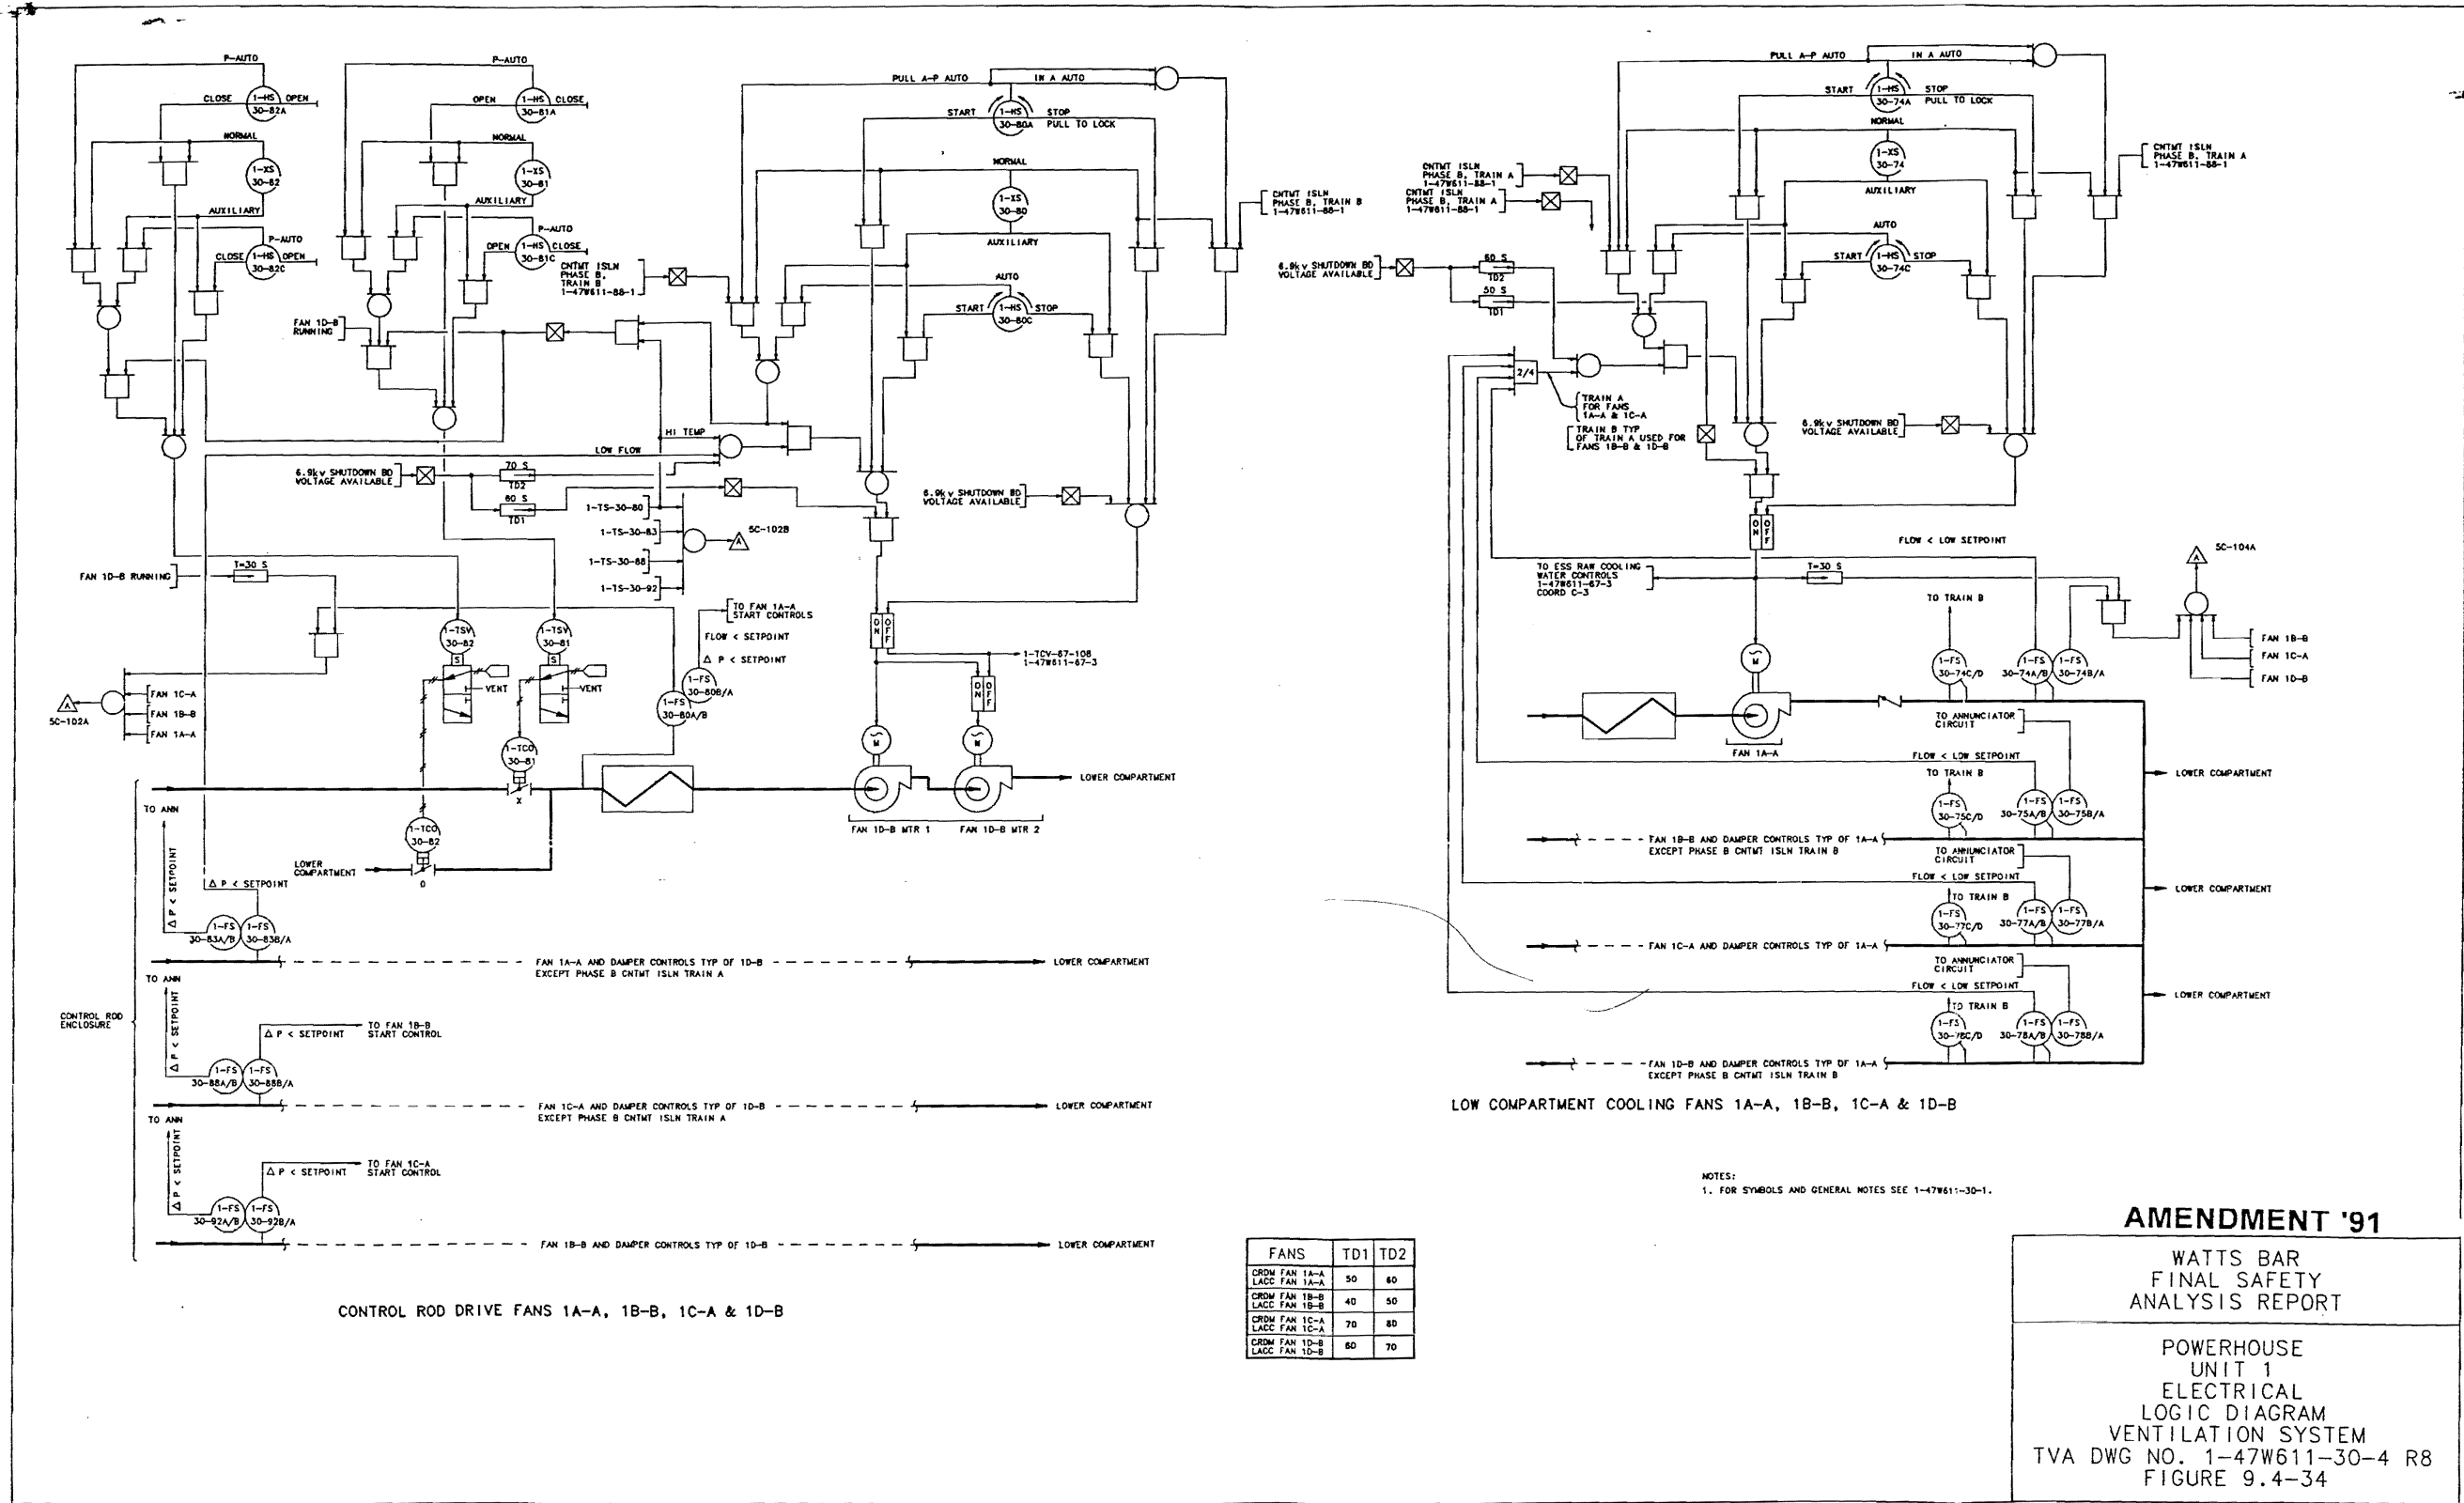 P-AUTO
CLOSE
1-HS
30-82A
OPEN
NORMAL
1-XS
30-82
AUXILIARY
P-AUTO
CLOSE
1-HS
30-82C
OPEN
P-AUTO
OPEN
1-HS
30-81A
CLOSE
NORMAL
1-XS
30-81
AUXILIARY
P-AUTO
OPEN
1-HS
30-81C
CLOSE
CNTMT ISLN
PHASE B,
TRAIN B
1-47W611-88-1
FAN 1D-B
RUNNING
PULL A-P AUTO
IN A AUTO
START
1-HS
30-80A
STOP
PULL TO LOCK
NORMAL
1-XS
30-80
AUXILIARY
AUTO
START
1-HS
30-80C
STOP
CNTMT ISLN
PHASE B, TRAIN B
1-47W611-88-1
HI TEMP
LOW FLOW
6.9kv SHUTDOWN BD
VOLTAGE AVAILABLE
70 S
TD2
60 S
TD1
6.9kv SHUTDOWN BD
VOLTAGE AVAILABLE
1-TS-30-80
1-TS-30-83
1-TS-30-88
1-TS-30-92
A
5C-102B
FAN 1D-B RUNNING
T=30 S
TO FAN 1A-A
START CONTROLS
FLOW < SETPOINT
Δ P < SETPOINT
1-FS
30-80B/A
1-FS
30-80A/B
1-TSV
30-82
S
VENT
1-TSV
30-81
S
VENT
ON
OFF
1-TCV-67-108
1-47W611-67-3
ON
OFF
A
5C-102A
FAN 1C-A
FAN 1B-B
FAN 1A-A
1-TCO
30-81
X
M
M
LOWER COMPARTMENT
FAN 1D-B MTR 1
FAN 1D-B MTR 2
1-TCO
30-82
O
LOWER
COMPARTMENT
TO ANN
Δ P < SETPOINT
Δ P < SETPOINT
1-FS
30-83A/B
1-FS
30-83B/A
FAN 1A-A AND DAMPER CONTROLS TYP OF 1D-B
EXCEPT PHASE B CNTMT ISLN TRAIN A
LOWER COMPARTMENT
CONTROL ROD
ENCLOSURE
TO ANN
Δ P < SETPOINT
Δ P < SETPOINT
TO FAN 1B-B
START CONTROL
1-FS
30-88A/B
1-FS
30-88B/A
FAN 1C-A AND DAMPER CONTROLS TYP OF 1D-B
EXCEPT PHASE B CNTMT ISLN TRAIN A
LOWER COMPARTMENT
TO ANN
Δ P < SETPOINT
Δ P < SETPOINT
TO FAN 1C-A
START CONTROL
1-FS
30-92A/B
1-FS
30-92B/A
FAN 1B-B AND DAMPER CONTROLS TYP OF 1D-B
LOWER COMPARTMENT
CONTROL ROD DRIVE FANS 1A-A, 1B-B, 1C-A & 1D-B
PULL A-P AUTO
IN A AUTO
START
1-HS
30-74A
STOP
PULL TO LOCK
NORMAL
1-XS
30-74
AUXILIARY
AUTO
START
1-HS
30-74C
STOP
CNTMT ISLN
PHASE B, TRAIN A
1-47W611-88-1
CNTMT ISLN
PHASE B, TRAIN A
1-47W611-88-1
CNTMT ISLN
PHASE B, TRAIN A
1-47W611-88-1
6.9kv SHUTDOWN BD
VOLTAGE AVAILABLE
60 S
TD2
50 S
TD1
2/4
TRAIN A
FOR FANS
1A-A & 1C-A
TRAIN B TYP
OF TRAIN A USED FOR
FANS 1B-B & 1D-B
6.9kv SHUTDOWN BD
VOLTAGE AVAILABLE
ON
OFF
FLOW < LOW SETPOINT
TO ESS RAW COOLING
WATER CONTROLS
1-47W611-67-3
COORD C-3
T=30 S
A
5C-104A
TO TRAIN B
FAN 1B-B
FAN 1C-A
FAN 1D-B
M
1-FS
30-74C/D
1-FS
30-74A/B
1-FS
30-74B/A
FAN 1A-A
TO ANNUNCIATOR
CIRCUIT
FLOW < LOW SETPOINT
TO TRAIN B
LOWER COMPARTMENT
1-FS
30-75C/D
1-FS
30-75A/B
1-FS
30-75B/A
FAN 1B-B AND DAMPER CONTROLS TYP OF 1A-A
EXCEPT PHASE B CNTMT ISLN TRAIN B
TO ANNUNCIATOR
CIRCUIT
FLOW < LOW SETPOINT
LOWER COMPARTMENT
TO TRAIN B
1-FS
30-77C/D
1-FS
30-77A/B
1-FS
30-77B/A
FAN 1C-A AND DAMPER CONTROLS TYP OF 1A-A
TO ANNUNCIATOR
CIRCUIT
FLOW < LOW SETPOINT
LOWER COMPARTMENT
TO TRAIN B
1-FS
30-78C/D
1-FS
30-78A/B
1-FS
30-78B/A
FAN 1D-B AND DAMPER CONTROLS TYP OF 1A-A
EXCEPT PHASE B CNTMT ISLN TRAIN B
LOW COMPARTMENT COOLING FANS 1A-A, 1B-B, 1C-A & 1D-B
NOTES:
1. FOR SYMBOLS AND GENERAL NOTES SEE 1-47W611-30-1.
FANS TD1 TD2
CRDM FAN 1A-A
LACC FAN 1A-A 50 60
CRDM FAN 1B-B
LACC FAN 1B-B 40 50
CRDM FAN 1C-A
LACC FAN 1C-A 70 80
CRDM FAN 1D-B
LACC FAN 1D-B 60 70
AMENDMENT '91
WATTS BAR
FINAL SAFETY
ANALYSIS REPORT
POWERHOUSE
UNIT 1
ELECTRICAL
LOGIC DIAGRAM
VENTILATION SYSTEM
TVA DWG NO. 1-47W611-30-4 R8
FIGURE 9.4-34